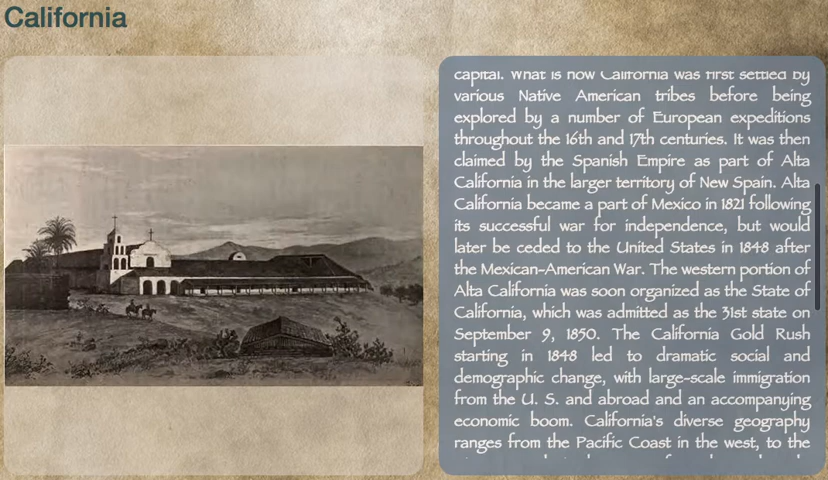 California
capital. What is now California was first settled by
various Native American tribes before being
explored by a number of European expeditions
throughout the 16th and 17th centuries. It was then
claimed by the Spanish Empire as part of Alta
California in the larger territory of New Spain. Alta
California became a part of Mexico in 1821 following
its successful war for independence, but would
later be ceded to the United States in 1848 after
the Mexican-American War. The western portion of
Alta California was soon organized as the State of
California, which was admitted as the 31st state on
September 9, 1850. The California Gold Rush
starting in 1848 led to dramatic social and
demographic change, with large-scale immigration
from the U. S. and abroad and an accompanying
economic boom. California's diverse geography
ranges from the Pacific Coast in the west, to the